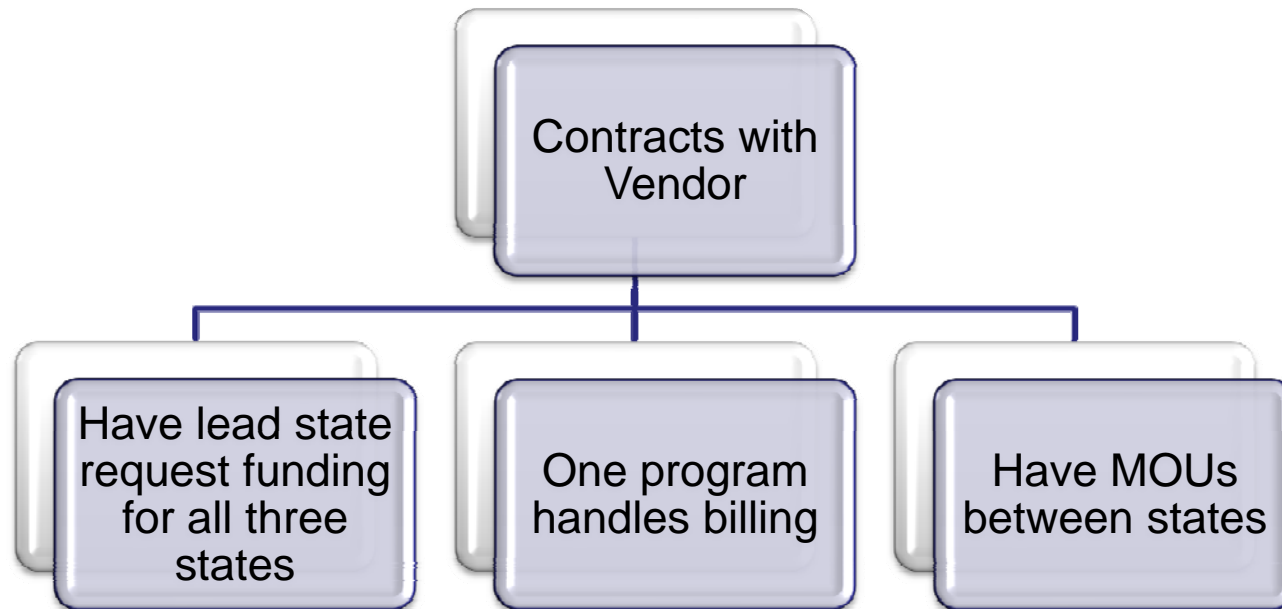 Contracts with
Vendor
Have lead state
request funding
for all three
states
One program
handles billing
Have MOUs
between states